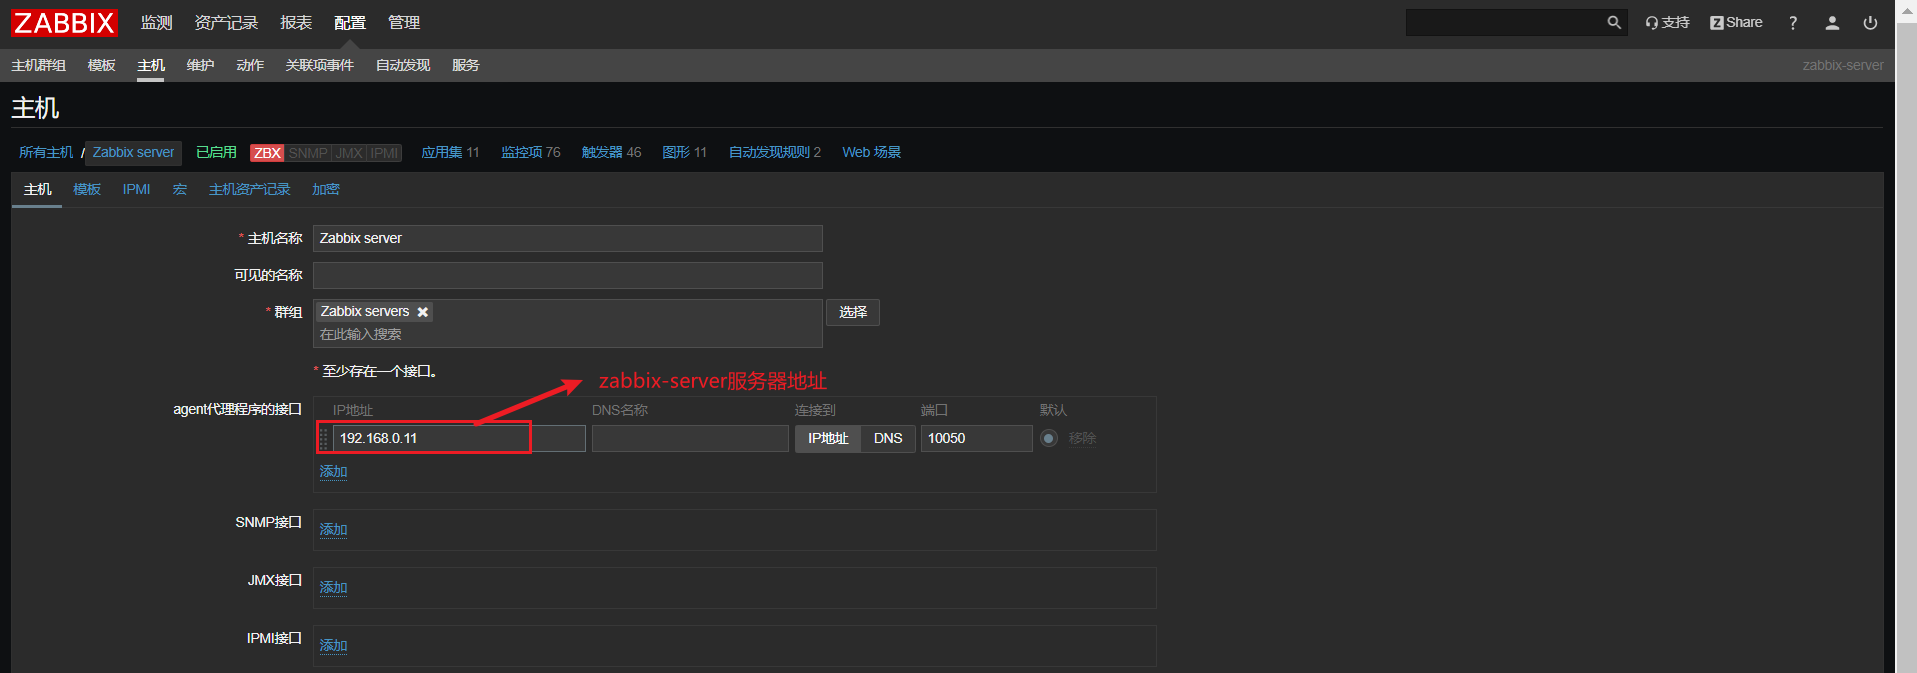 ZABBIX 监测 资产记录 报表 配置 管理 支持 Z Share ?
主机群组 模板 主机 维护 动作 关联项事件 自动发现 服务 zabbix-server
主机
所有主机 / Zabbix server 已启用 ZBX SNMP JMX IPMI 应用集 11 监控项 76 触发器 46 图形 11 自动发现规则 2 Web 场景
主机 模板 IPMI 宏 主机资产记录 加密
* 主机名称 Zabbix server
可见的名称
* 群组 Zabbix servers 选择
在此输入搜索
* 至少存在一个接口。
zabbix-server服务器地址
agent代理程序的接口 IP地址 DNS名称 连接到 端口 默认
192.168.0.11 IP地址 DNS 10050 移除
添加
SNMP接口 添加
JMX接口 添加
IPMI接口 添加